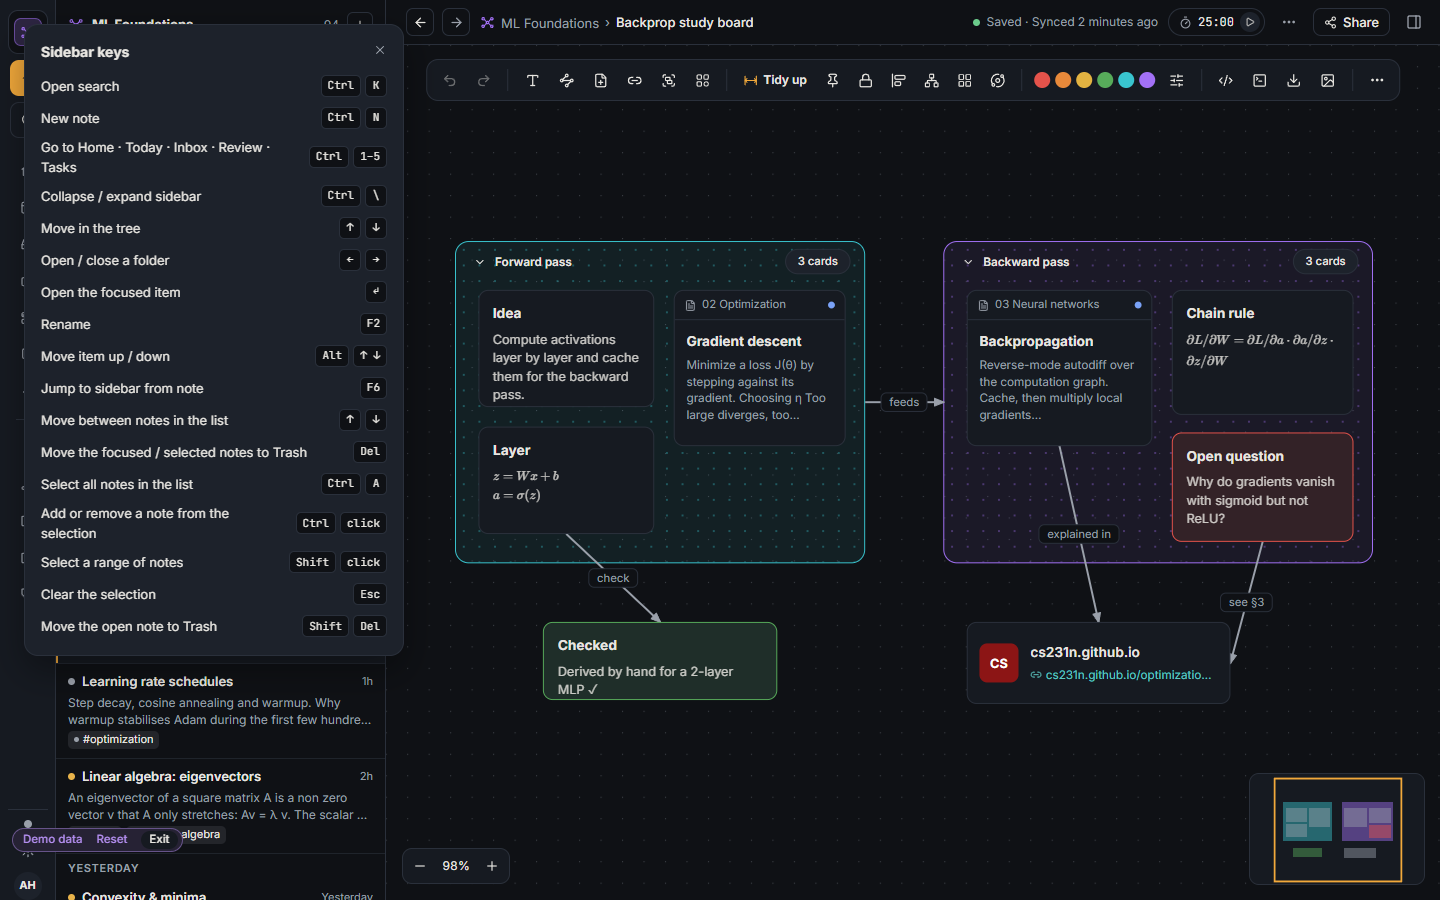 ML Foundations › Backprop study board
Saved · Synced 2 minutes ago
25:00
Share
Tidy up
Sidebar keys
Open search Ctrl K
New note Ctrl N
Go to Home · Today · Inbox · Review ·
Tasks Ctrl 1–5
Collapse / expand sidebar Ctrl \
Move in the tree ↑ ↓
Open / close a folder ← →
Open the focused item ↵
Rename F2
Move item up / down Alt ↑ ↓
Jump to sidebar from note F6
Move between notes in the list ↑ ↓
Move the focused / selected notes to Trash Del
Select all notes in the list Ctrl A
Add or remove a note from the
selection Ctrl click
Select a range of notes Shift click
Clear the selection Esc
Move the open note to Trash Shift Del
Learning rate schedules 1h
Step decay, cosine annealing and warmup. Why
warmup stabilises Adam during the first few hundre...
#optimization
Linear algebra: eigenvectors 2h
An eigenvector of a square matrix A is a non zero
vector v that A only stretches: Av = λ v. The scalar ...
algebra
Demo data Reset Exit
YESTERDAY
AH
Convexity & minima Yesterday
Forward pass 3 cards
Idea
Compute activations
layer by layer and cache
them for the backward
pass.
02 Optimization
Gradient descent
Minimize a loss J(θ) by
stepping against its
gradient. Choosing η Too
large diverges, too...
Layer
z = Wx + b
a = σ(z)
feeds
check
Checked
Derived by hand for a 2-layer
MLP ✓
Backward pass 3 cards
03 Neural networks
Backpropagation
Reverse-mode autodiff over
the computation graph.
Cache, then multiply local
gradients...
Chain rule
∂L/∂W = ∂L/∂a · ∂a/∂z ·
∂z/∂W
Open question
Why do gradients vanish
with sigmoid but not
ReLU?
explained in
see §3
CS
cs231n.github.io
cs231n.github.io/optimizatio...
98%